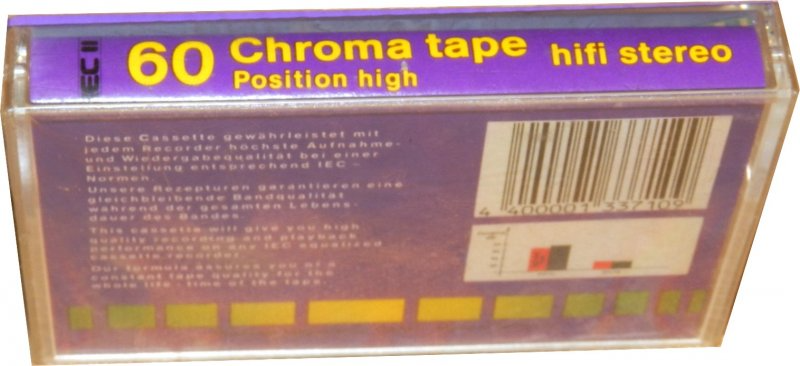 IEC II
60
Chroma tape
Position high
hifi stereo
Diese Cassette gewährleistet mit
jedem Recorder höchste Aufnahme-
und Wiedergabequalität bei einer
Einstellung entsprechend IEC -
Normen.
Unsere Rezepturen garantieren eine
gleichbleibende Bandqualität
während der gesamten Lebens-
dauer des Bandes.
This cassette will give you high
quality recording and playback
performance on any IEC equalized
cassette recorder.
Our formula assures you of a
constant tape quality for the
whole life - time of the tape.
4 400001 337109